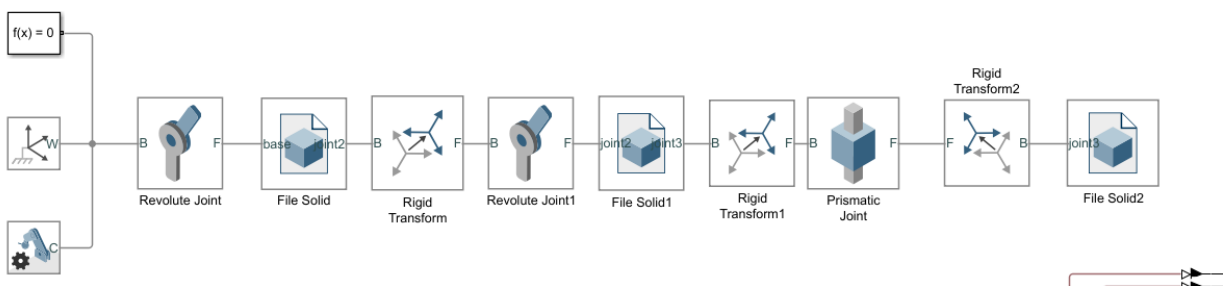 f(x) = 0
W
C
B
F
Revolute Joint
base
joint2
File Solid
B
F
Rigid
Transform
B
F
Revolute Joint1
joint2
joint3
File Solid1
B
F
Rigid
Transform1
B
F
Prismatic
Joint
Rigid
Transform2
F
B
joint3
File Solid2